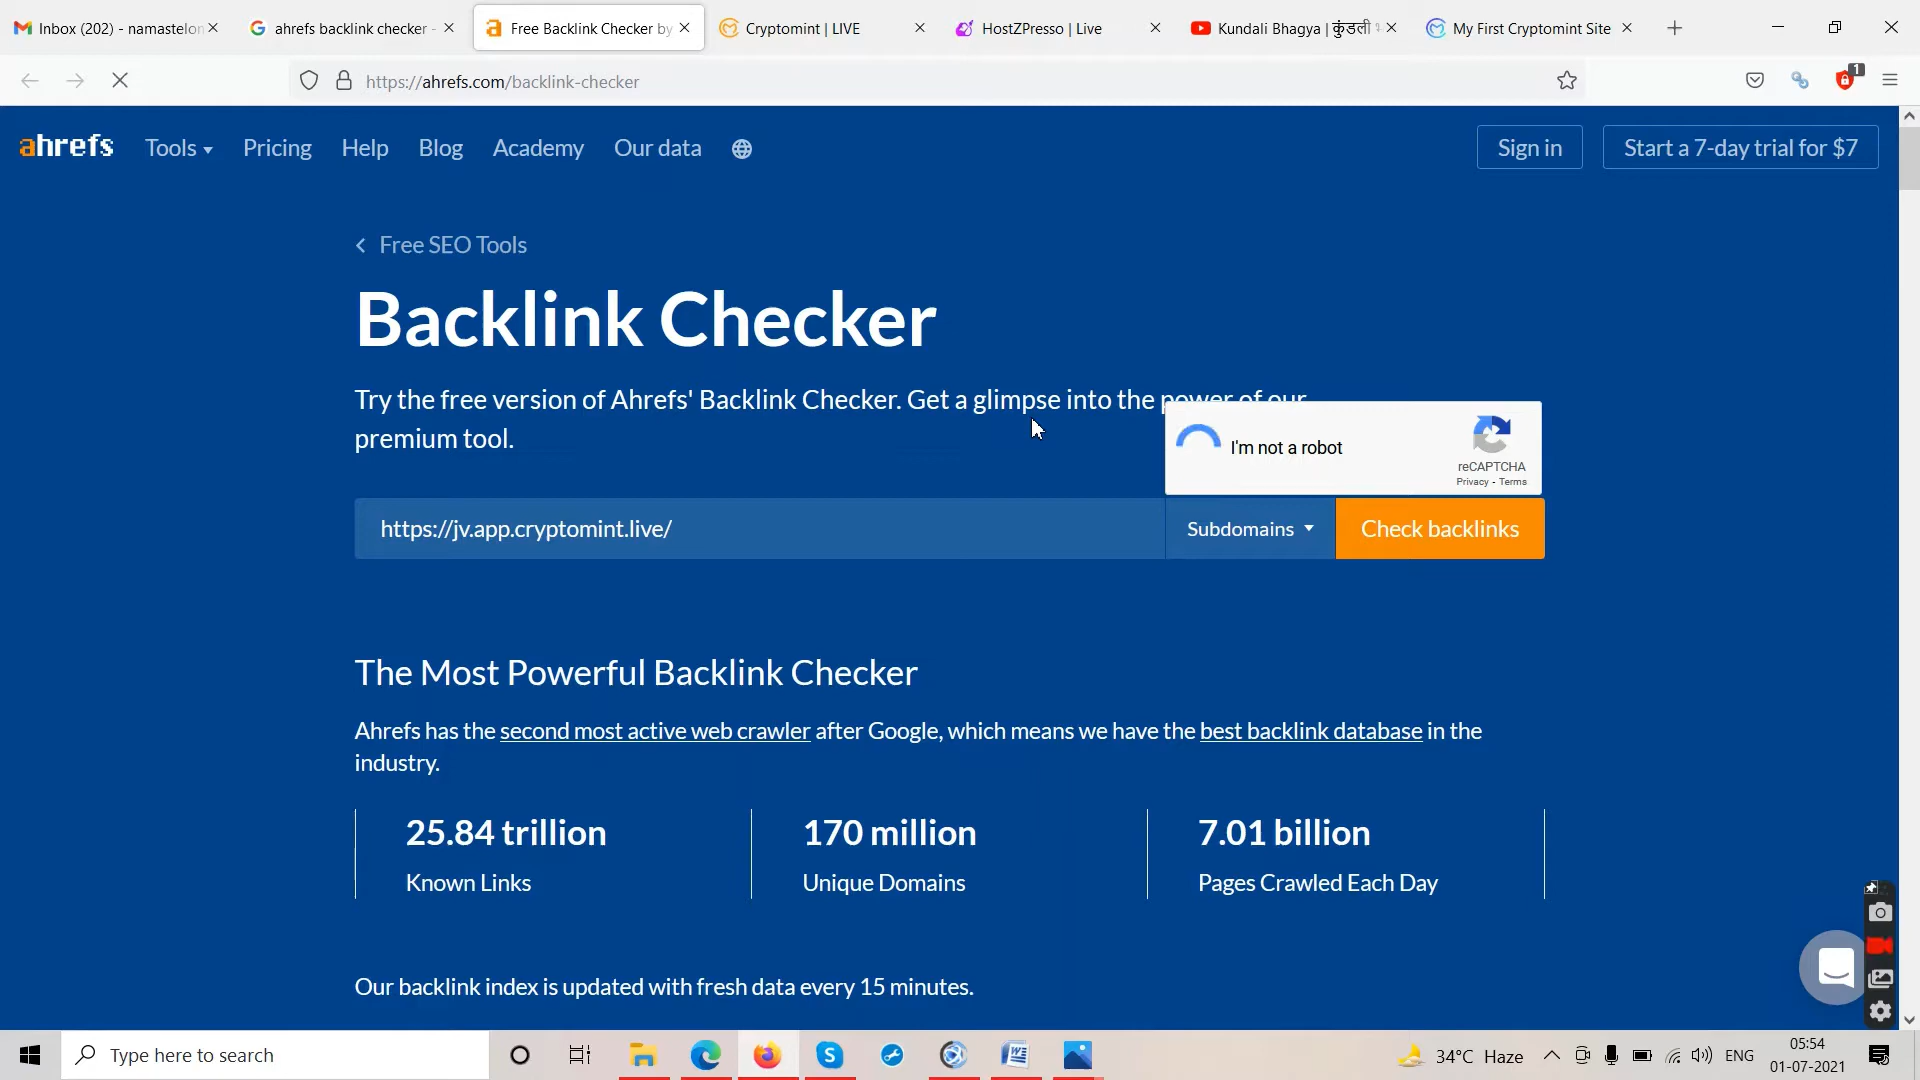 Inbox (202) - namastelon
ahrefs backlink checker -
Free Backlink Checker by
Cryptomint | LIVE
HostZPresso | Live
Kundali Bhagya | कुंडली
My First Cryptomint Site
https://ahrefs.com/backlink-checker
1
ahrefs
Tools
Pricing
Help
Blog
Academy
Our data
Sign in
Start a 7-day trial for $7
Free SEO Tools
Backlink Checker
Try the free version of Ahrefs' Backlink Checker. Get a glimpse into the power of our
premium tool.
I'm not a robot
reCAPTCHA
Privacy - Terms
https://jv.app.cryptomint.live/
Subdomains
Check backlinks
The Most Powerful Backlink Checker
Ahrefs has the second most active web crawler after Google, which means we have the best backlink database in the
industry.
25.84 trillion
Known Links
170 million
Unique Domains
7.01 billion
Pages Crawled Each Day
Our backlink index is updated with fresh data every 15 minutes.
Type here to search
34°C Haze
ENG
05:54
01-07-2021